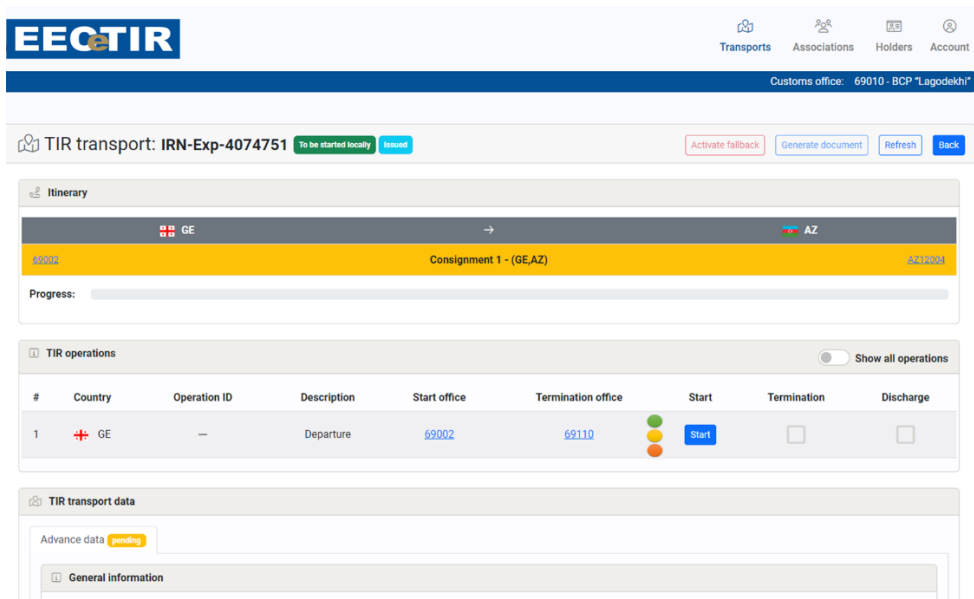 EECeTIR
Transports Associations Holders Account
Customs office: 69010 - BCP "Lagodekhi"
TIR transport: IRN-Exp-4074751 To be started locally Issued Activate fallback Generate document Refresh Back
Itinerary
GE → AZ
69002 Consignment 1 - (GE,AZ) AZ12004
Progress:
TIR operations Show all operations
# Country Operation ID Description Start office Termination office Start Termination Discharge
1 GE — Departure 69002 69110 Start
TIR transport data
Advance data pending
General information